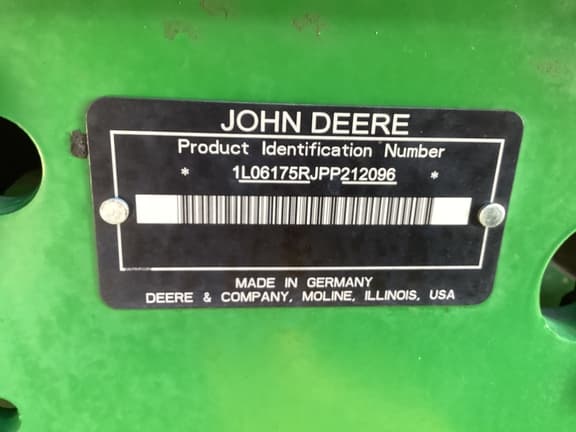 JOHN DEERE
Product Identification Number
* 1L06175RJPP212096 *
MADE IN GERMANY
DEERE & COMPANY, MOLINE, ILLINOIS, USA